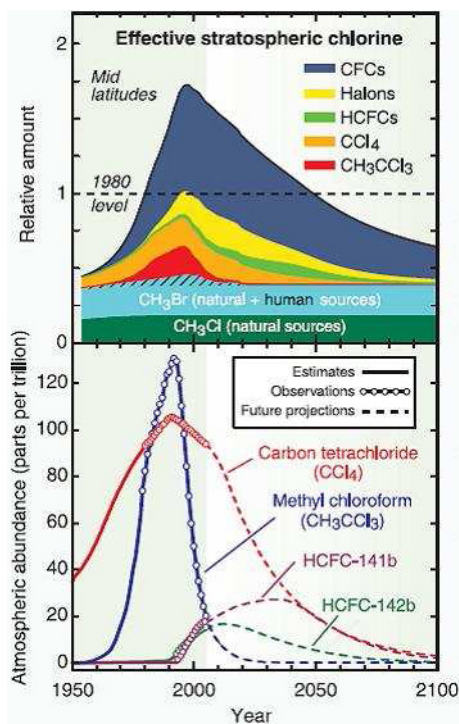 Effective stratospheric chlorine
2
Mid
latitudes
CFCs
Halons
HCFCs
CCl4
CH3CCl3
Relative amount
1980
1
level
CH3Br (natural + human sources)
CH3Cl (natural sources)
0
Atmospheric abundance (parts per trillion)
120
100
80
60
40
20
0
Estimates
Observations
Future projections
Carbon tetrachloride
(CCl4)
Methyl chloroform
(CH3CCl3)
HCFC-141b
HCFC-142b
1950
2000
2050
2100
Year